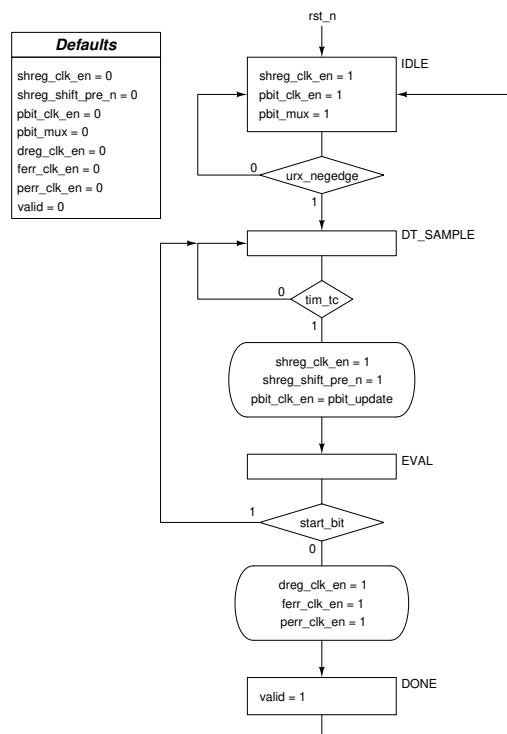 rst_n
Defaults
shreg_clk_en = 0
shreg_shift_pre_n = 0
pbit_clk_en = 0
pbit_mux = 0
dreg_clk_en = 0
ferr_clk_en = 0
perr_clk_en = 0
valid = 0
IDLE
shreg_clk_en = 1
pbit_clk_en = 1
pbit_mux = 1
0
urx_negedge
1
DT_SAMPLE
0
tim_tc
1
shreg_clk_en = 1
shreg_shift_pre_n = 1
pbit_clk_en = pbit_update
EVAL
1
start_bit
0
dreg_clk_en = 1
ferr_clk_en = 1
perr_clk_en = 1
DONE
valid = 1